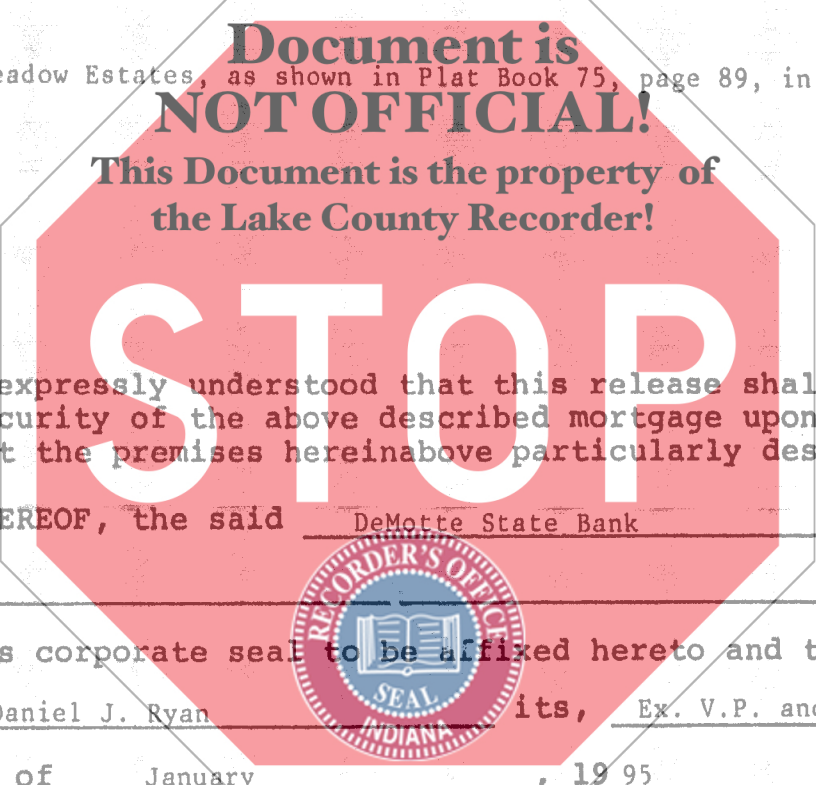 Document is
eadow Estates, as shown in Plat Book 75, page 89, in
NOT OFFICIAL!
This Document is the property of
the Lake County Recorder!
STOP
expressly understood that this release shal
curity of the above described mortgage upon
t the premises hereinabove particularly des
EREOF, the said DeMotte State Bank
RECORDER'S OFFICE
s corporate seal to be affixed hereto and t
SEAL
Daniel J. Ryan its, Ex. V.P. and
INDIANA
of January, 19 95